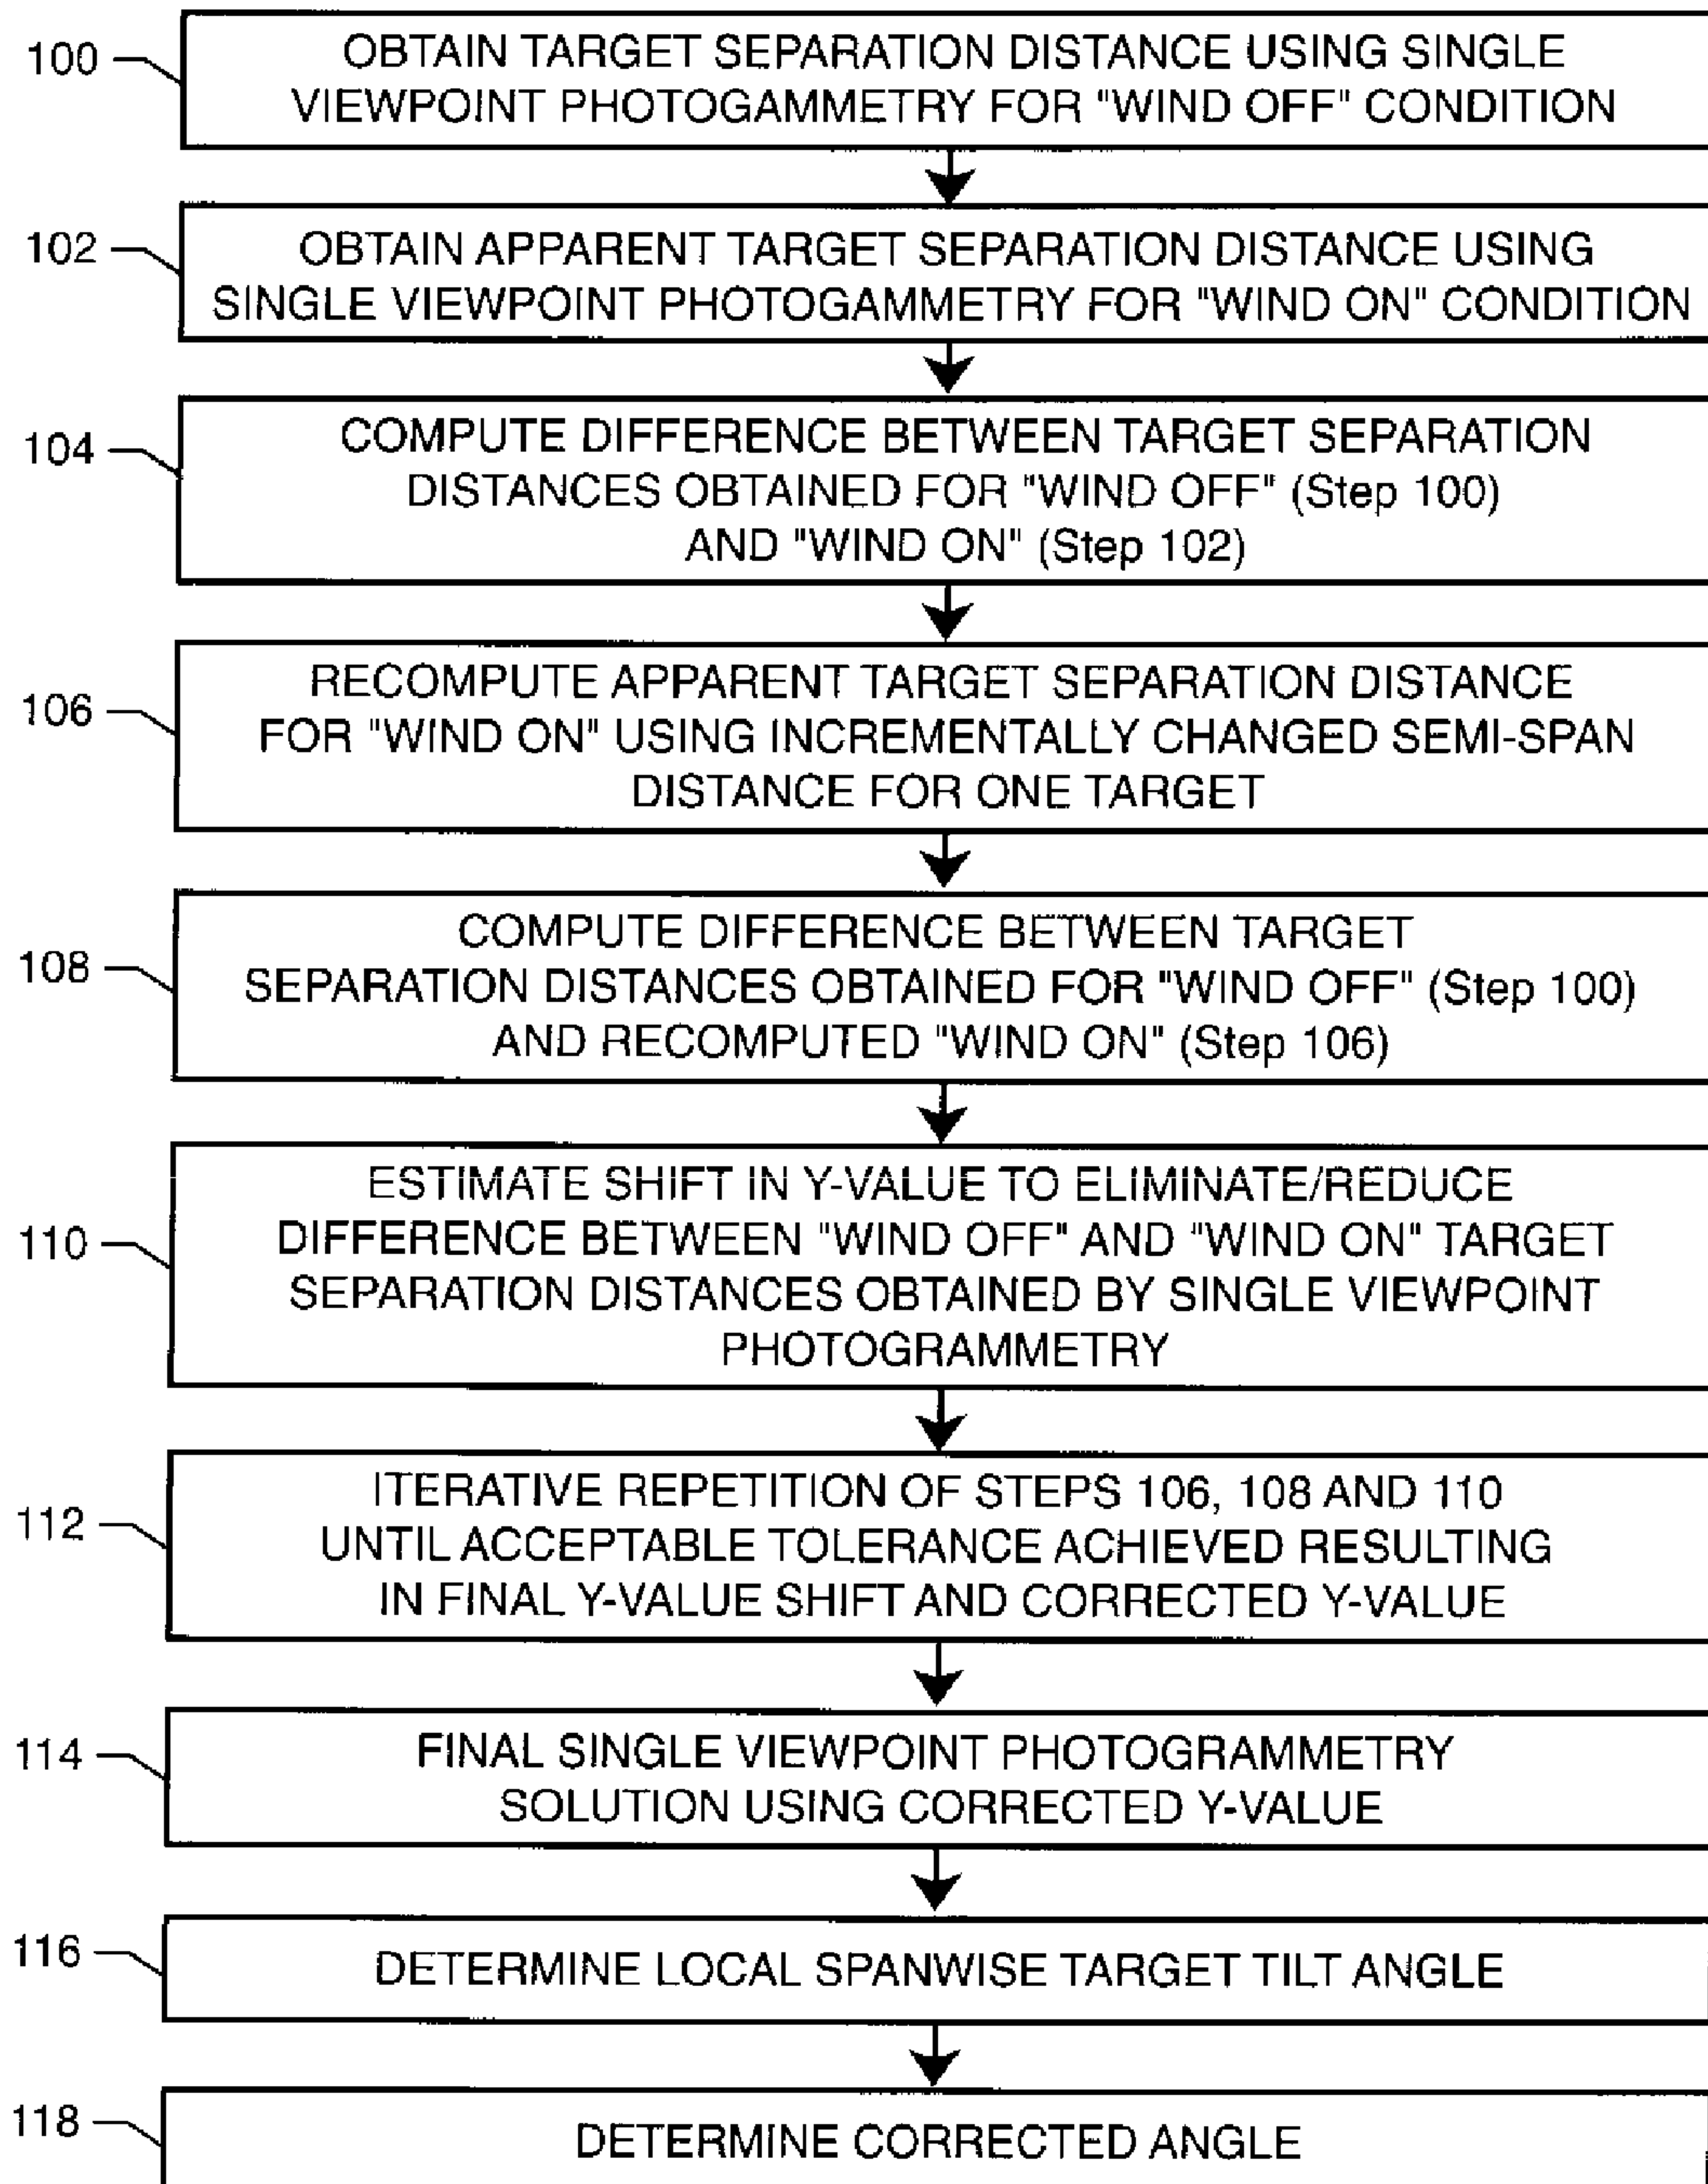 100
OBTAIN TARGET SEPARATION DISTANCE USING SINGLE
VIEWPOINT PHOTOGAMMETRY FOR "WIND OFF" CONDITION
102
OBTAIN APPARENT TARGET SEPARATION DISTANCE USING
SINGLE VIEWPOINT PHOTOGAMMETRY FOR "WIND ON" CONDITION
104
COMPUTE DIFFERENCE BETWEEN TARGET SEPARATION
DISTANCES OBTAINED FOR "WIND OFF" (Step 100)
AND "WIND ON" (Step 102)
106
RECOMPUTE APPARENT TARGET SEPARATION DISTANCE
FOR "WIND ON" USING INCREMENTALLY CHANGED SEMI-SPAN
DISTANCE FOR ONE TARGET
108
COMPUTE DIFFERENCE BETWEEN TARGET
SEPARATION DISTANCES OBTAINED FOR "WIND OFF" (Step 100)
AND RECOMPUTED "WIND ON" (Step 106)
110
ESTIMATE SHIFT IN Y-VALUE TO ELIMINATE/REDUCE
DIFFERENCE BETWEEN "WIND OFF" AND "WIND ON" TARGET
SEPARATION DISTANCES OBTAINED BY SINGLE VIEWPOINT
PHOTOGRAMMETRY
112
ITERATIVE REPETITION OF STEPS 106, 108 AND 110
UNTIL ACCEPTABLE TOLERANCE ACHIEVED RESULTING
IN FINAL Y-VALUE SHIFT AND CORRECTED Y-VALUE
114
FINAL SINGLE VIEWPOINT PHOTOGRAMMETRY
SOLUTION USING CORRECTED Y-VALUE
116
DETERMINE LOCAL SPANWISE TARGET TILT ANGLE
118
DETERMINE CORRECTED ANGLE